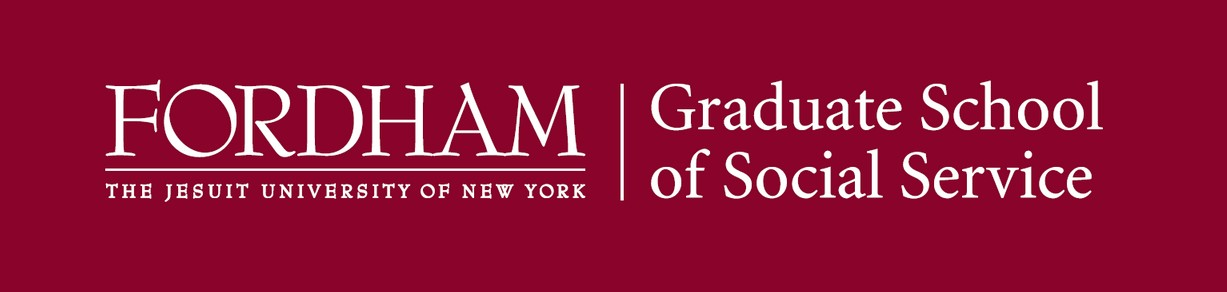 FORDHAM
THE JESUIT UNIVERSITY OF NEW YORK
Graduate School
of Social Service